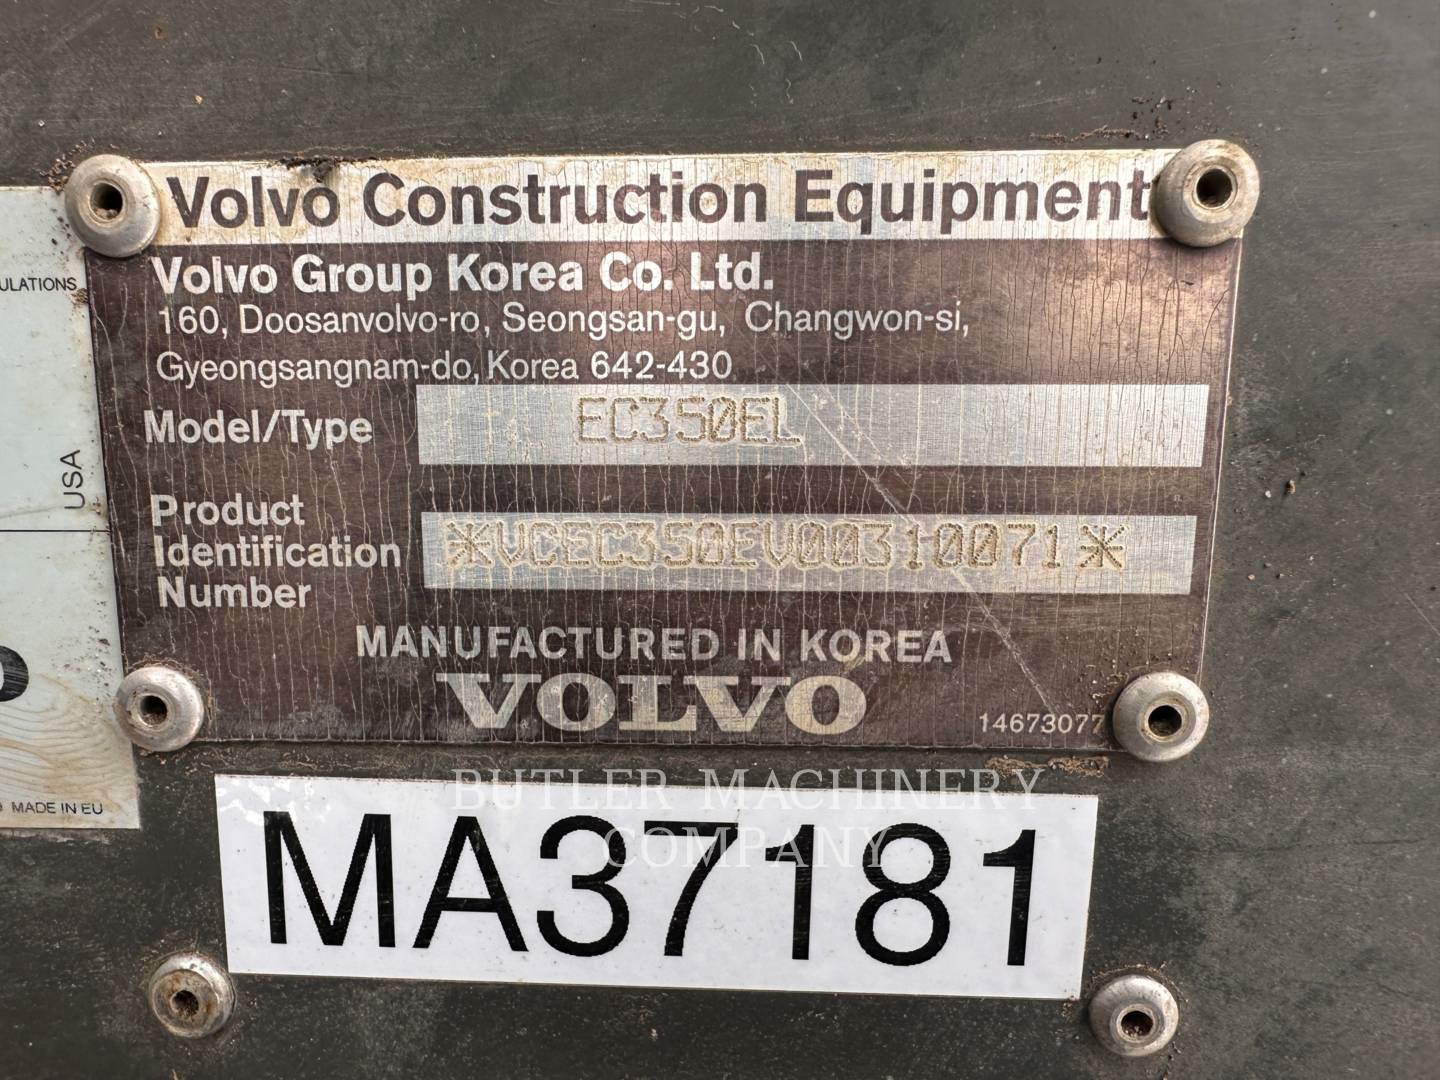 Volvo Construction Equipment
Volvo Group Korea Co. Ltd.
160, Doosanvolvo-ro, Seongsan-gu, Changwon-si,
Gyeongsangnam-do, Korea 642-430
Model/Type EC350EL
Product
Identification
Number
*VCEC350EV00310071*
MANUFACTURED IN KOREA
VOLVO
14673077
ULATIONS
USA
MADE IN EU
BUTLER MACHINERY
COMPANY
MA37181